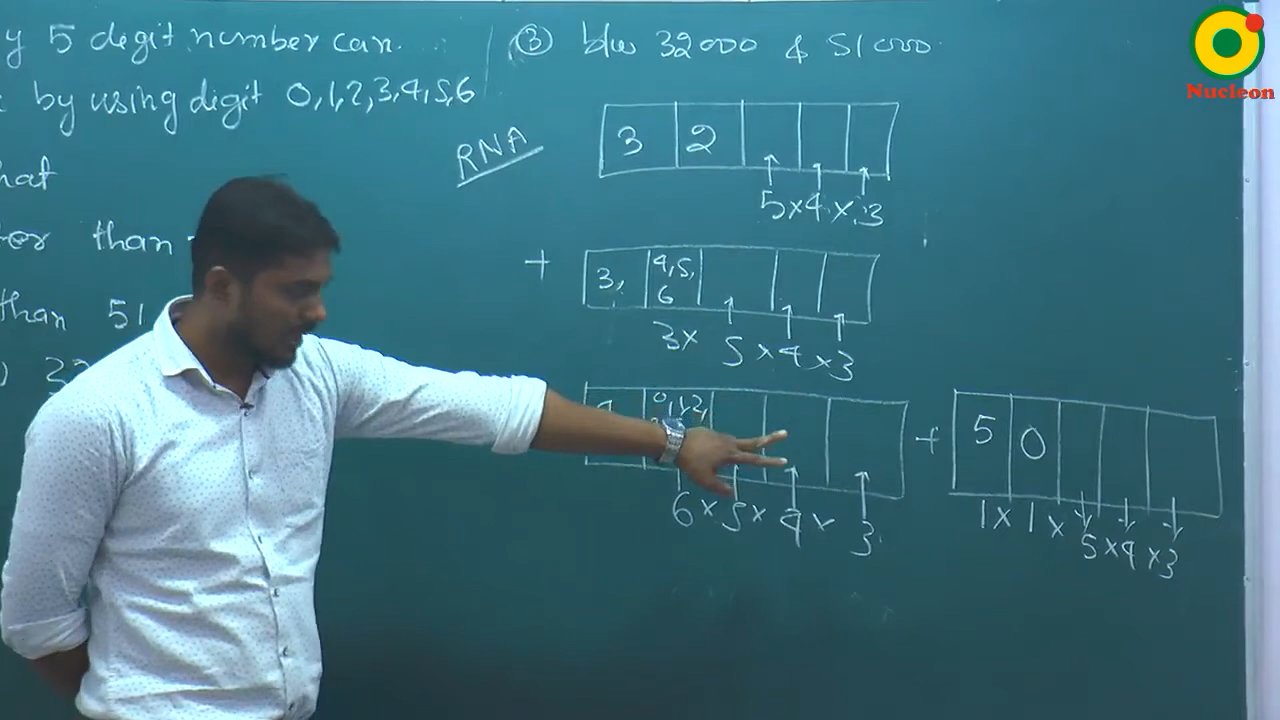 y 5 degit number can
by using digit 0,1,2,3,4,5,6
hat
than
than 51
③ b/w 32000 & 51000
RNA
3 2
5×4×3
+ 3, 4,5,
6
3× 5×4×3
0,1,2,
+ 5 0
6×5×4×3
1×1×5×4×3
Nucleon